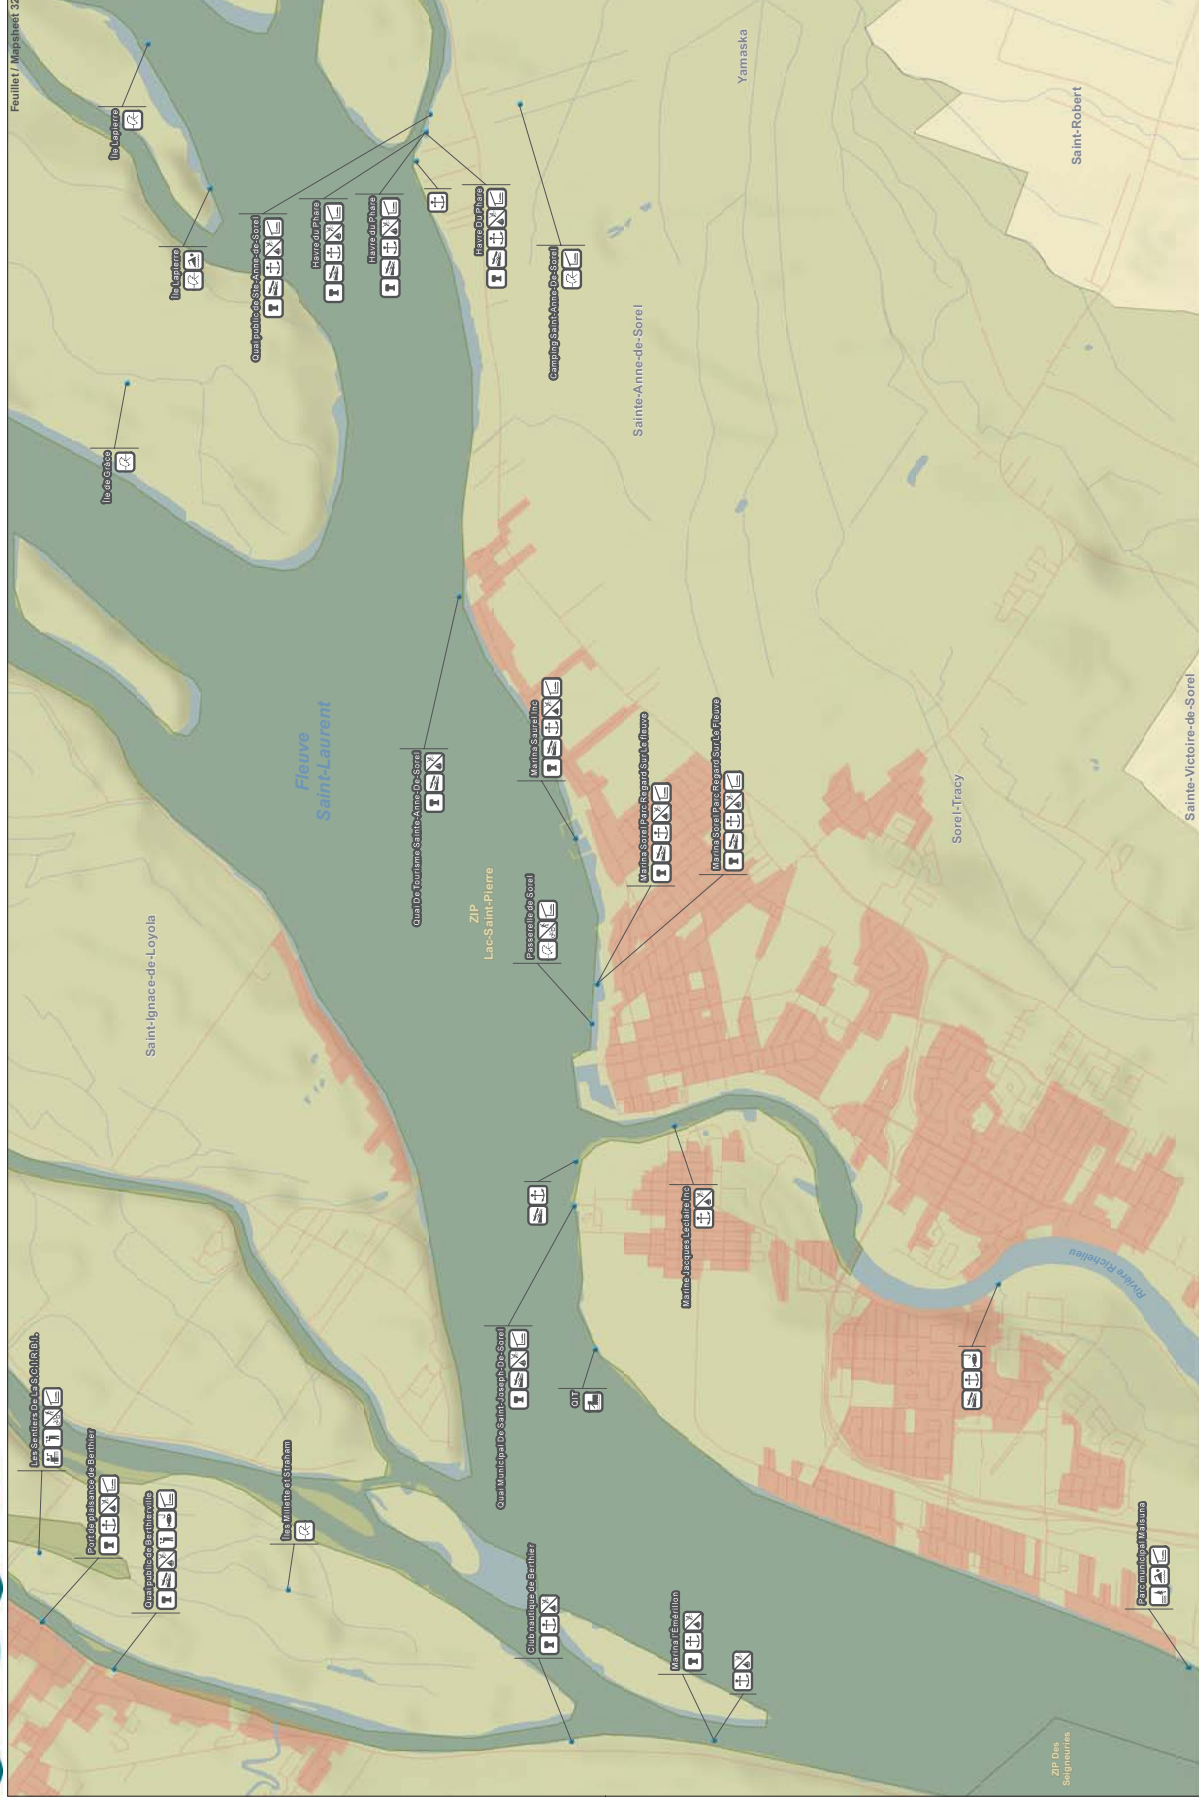 Feuillet / Mapsheet 32
Île Lapierre
Île Lapierre
Île de Grâce
Quai public de Ste-Anne-de-Sorel
Havre du Phare
Havre du Phare
Havre Du Phare
Camping Saint-Anne-De-Sorel
Yamaska
Saint-Robert
Sainte-Anne-de-Sorel
Fleuve
Saint-Laurent
Quai De Tourisme Sainte-Anne-De-Sorel
Marina Saurel Inc
Marina Sorel Parc Regard Sur Le fleuve
Marina Sorel Parc Regard Sur Le Fleuve
Sorel-Tracy
Sainte-Victoire-de-Sorel
Saint-Ignace-de-Loyola
ZIP
Lac-Saint-Pierre
Passerelle de Sorel
Marine Jacques Leclaire Inc
Rivière Richelieu
Les Sentiers De La S.C.I.R.B.I.
Port de plaisance de Berthier
Quai public de Berthierville
Îles Millette et Straham
Quai Municipal De Saint-Joseph-De-Sorel
QIT
Club nautique de Berthier
Marina l'Émérillon
Parc municipal Maisuna
ZIP Des
Seigneuries